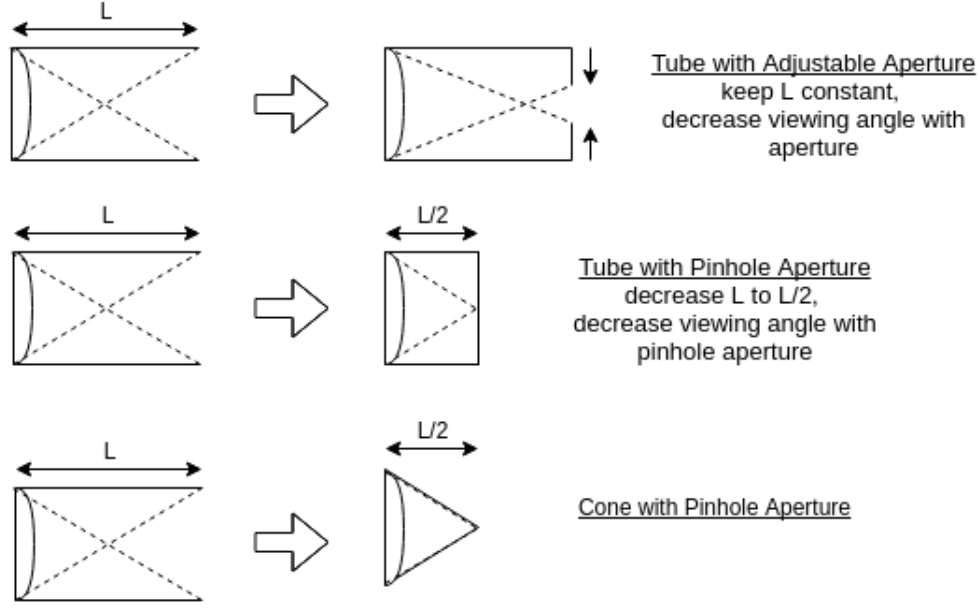 L
Tube with Adjustable Aperture
keep L constant,
decrease viewing angle with
aperture
L
L/2
Tube with Pinhole Aperture
decrease L to L/2,
decrease viewing angle with
pinhole aperture
L
L/2
Cone with Pinhole Aperture